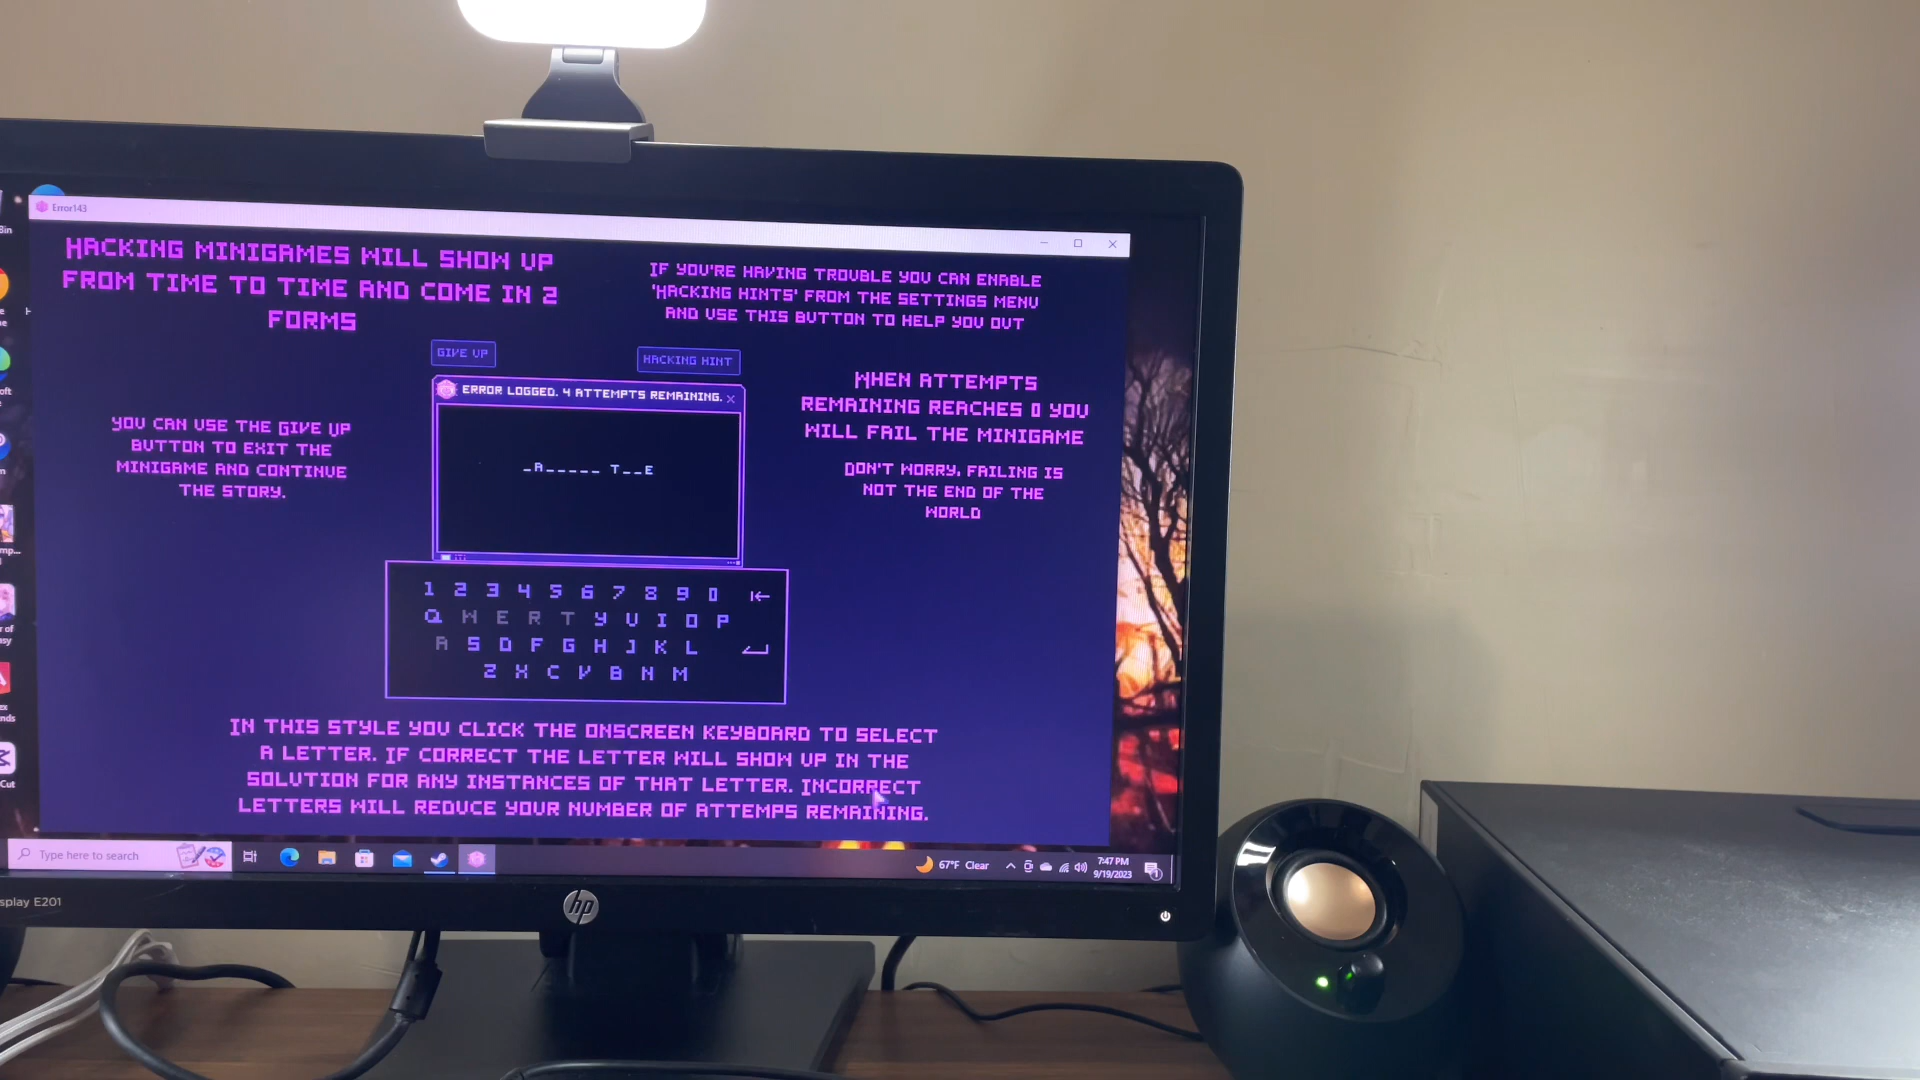 Error143
HACKING MINIGAMES WILL SHOW UP
FROM TIME TO TIME AND COME IN 2
FORMS
IF YOU'RE HAVING TROUBLE YOU CAN ENABLE
'HACKING HINTS' FROM THE SETTINGS MENU
AND USE THIS BUTTON TO HELP YOU OUT
GIVE UP
HACKING HINT
ERROR LOGGED. 4 ATTEMPTS REMAINING.
YOU CAN USE THE GIVE UP
BUTTON TO EXIT THE
MINIGAME AND CONTINUE
THE STORY.
_A_____ T__E
WHEN ATTEMPTS
REMAINING REACHES 0 YOU
WILL FAIL THE MINIGAME
DON'T WORRY, FAILING IS
NOT THE END OF THE
WORLD
1 2 3 4 5 6 7 8 9 0
Q W E R T Y U I O P
A S D F G H J K L
Z X C V B N M
IN THIS STYLE YOU CLICK THE ONSCREEN KEYBOARD TO SELECT
A LETTER. IF CORRECT THE LETTER WILL SHOW UP IN THE
SOLUTION FOR ANY INSTANCES OF THAT LETTER. INCORRECT
LETTERS WILL REDUCE YOUR NUMBER OF ATTEMPS REMAINING.
Type here to search
67°F Clear
7:47 PM
9/19/2023
1
splay E201
hp